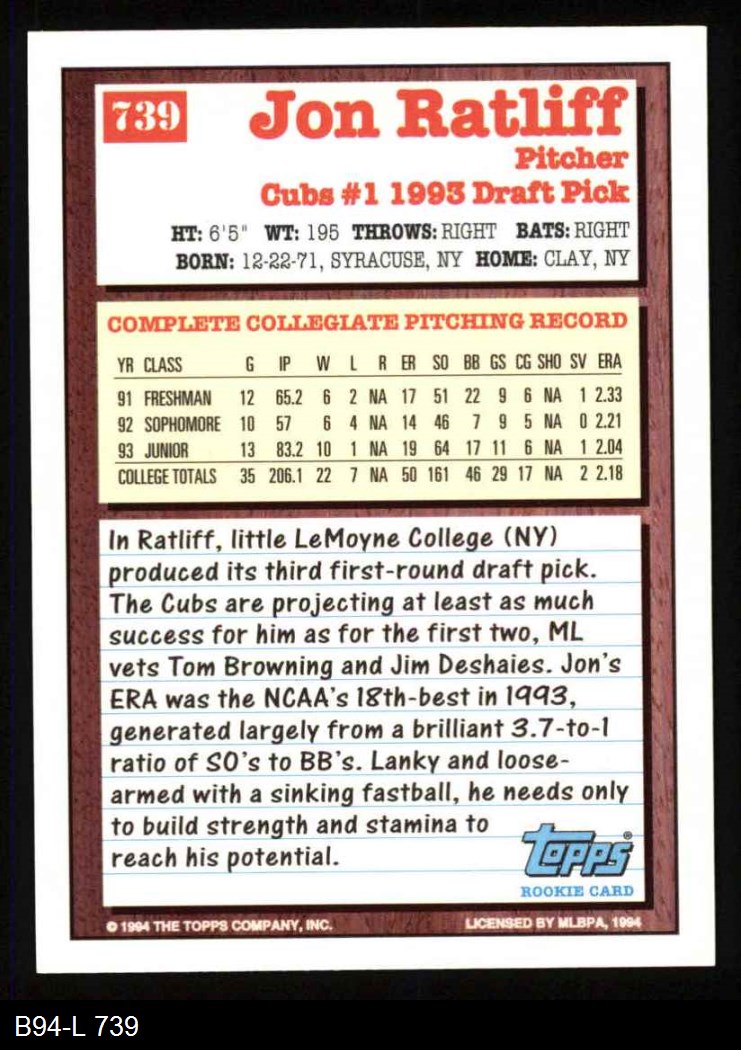 739
Jon Ratliff
Pitcher
Cubs #1 1993 Draft Pick
HT: 6'5" WT: 195 THROWS: RIGHT BATS: RIGHT
BORN: 12-22-71, SYRACUSE, NY HOME: CLAY, NY
COMPLETE COLLEGIATE PITCHING RECORD
YR CLASS G IP W L R ER SO BB GS CG SHO SV ERA
91 FRESHMAN 12 65.2 6 2 NA 17 51 22 9 6 NA 1 2.33
92 SOPHOMORE 10 57 6 4 NA 14 46 7 9 5 NA 0 2.21
93 JUNIOR 13 83.2 10 1 NA 19 64 17 11 6 NA 1 2.04
COLLEGE TOTALS 35 206.1 22 7 NA 50 161 46 29 17 NA 2 2.18
In Ratliff, little LeMoyne College (NY)
produced its third first-round draft pick.
The Cubs are projecting at least as much
success for him as for the first two, ML
vets Tom Browning and Jim Deshaies. Jon's
ERA was the NCAA's 18th-best in 1993,
generated largely from a brilliant 3.7-to-1
ratio of SO's to BB's. Lanky and loose-
armed with a sinking fastball, he needs only
to build strength and stamina to
reach his potential.
topps®
ROOKIE CARD
© 1994 THE TOPPS COMPANY, INC. LICENSED BY MLBPA, 1994
B94-L 739